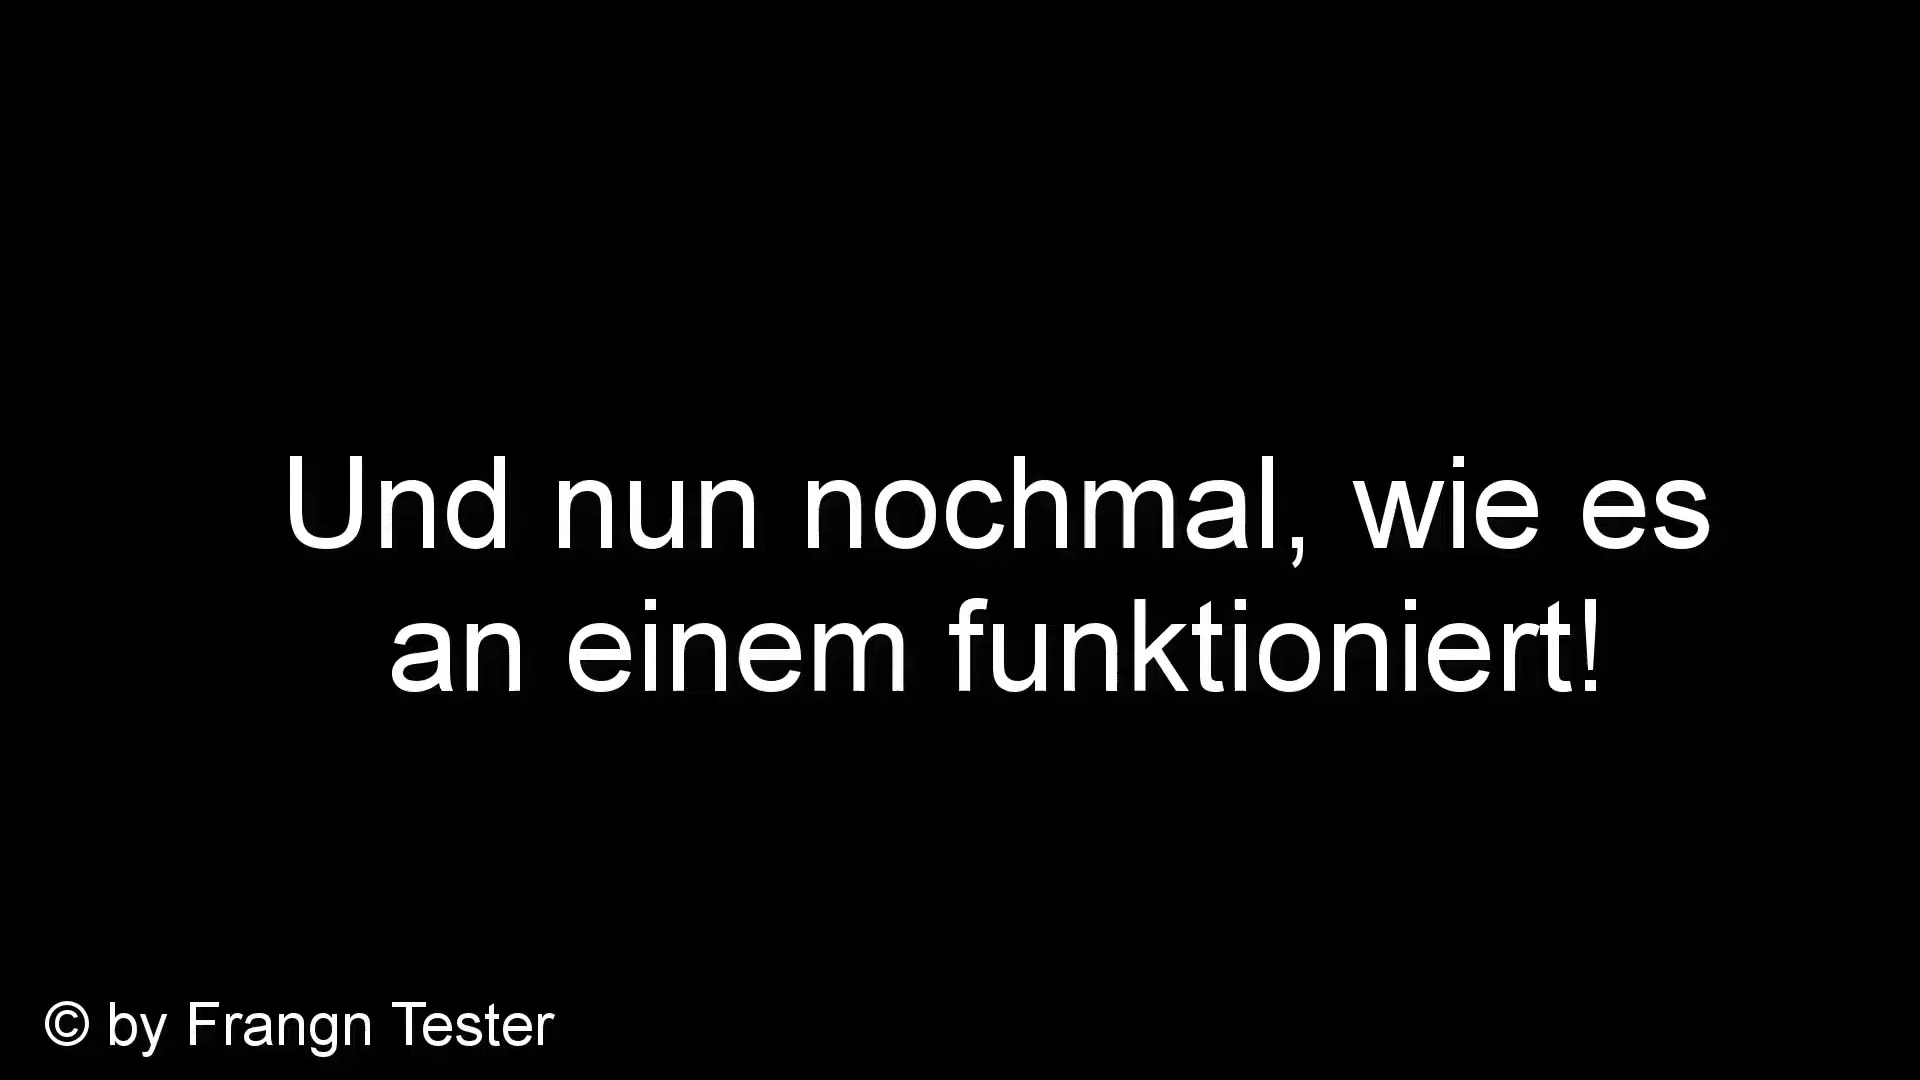 Und nun nochmal, wie es
an einem funktioniert!
© by Frangn Tester